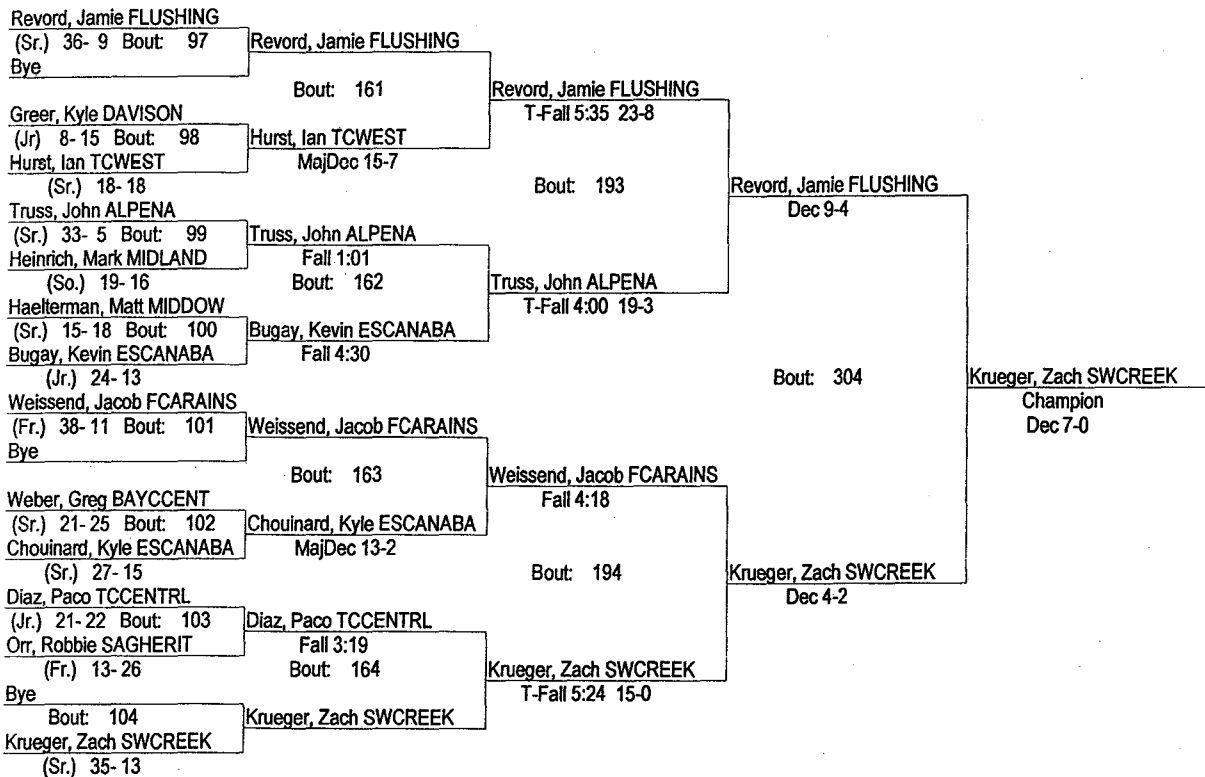 Revord, Jamie FLUSHING
(Sr.) 36- 9 Bout: 97
Bye
Greer, Kyle DAVISON
(Jr) 8- 15 Bout: 98
Hurst, Ian TCWEST
(Sr.) 18- 18
Truss, John ALPENA
(Sr.) 33- 5 Bout: 99
Heinrich, Mark MIDLAND
(So.) 19- 16
Haelterman, Matt MIDDOW
(Sr.) 15- 18 Bout: 100
Bugay, Kevin ESCANABA
(Jr.) 24- 13
Weissend, Jacob FCARAINS
(Fr.) 38- 11 Bout: 101
Bye
Weber, Greg BAYCCENT
(Sr.) 21- 25 Bout: 102
Chouinard, Kyle ESCANABA
(Sr.) 27- 15
Diaz, Paco TCCENTRL
(Jr.) 21- 22 Bout: 103
Orr, Robbie SAGHERIT
(Fr.) 13- 26
Bye
Bout: 104
Krueger, Zach SWCREEK
(Sr.) 35- 13
Revord, Jamie FLUSHING
Bout: 161
Hurst, Ian TCWEST
MajDec 15-7
Truss, John ALPENA
Fall 1:01
Bout: 162
Bugay, Kevin ESCANABA
Fall 4:30
Weissend, Jacob FCARAINS
Bout: 163
Chouinard, Kyle ESCANABA
MajDec 13-2
Diaz, Paco TCCENTRL
Fall 3:19
Bout: 164
Krueger, Zach SWCREEK
Revord, Jamie FLUSHING
T-Fall 5:35 23-8
Bout: 193
Truss, John ALPENA
T-Fall 4:00 19-3
Weissend, Jacob FCARAINS
Fall 4:18
Bout: 194
Krueger, Zach SWCREEK
T-Fall 5:24 15-0
Revord, Jamie FLUSHING
Dec 9-4
Bout: 304
Krueger, Zach SWCREEK
Dec 4-2
Krueger, Zach SWCREEK
Champion
Dec 7-0